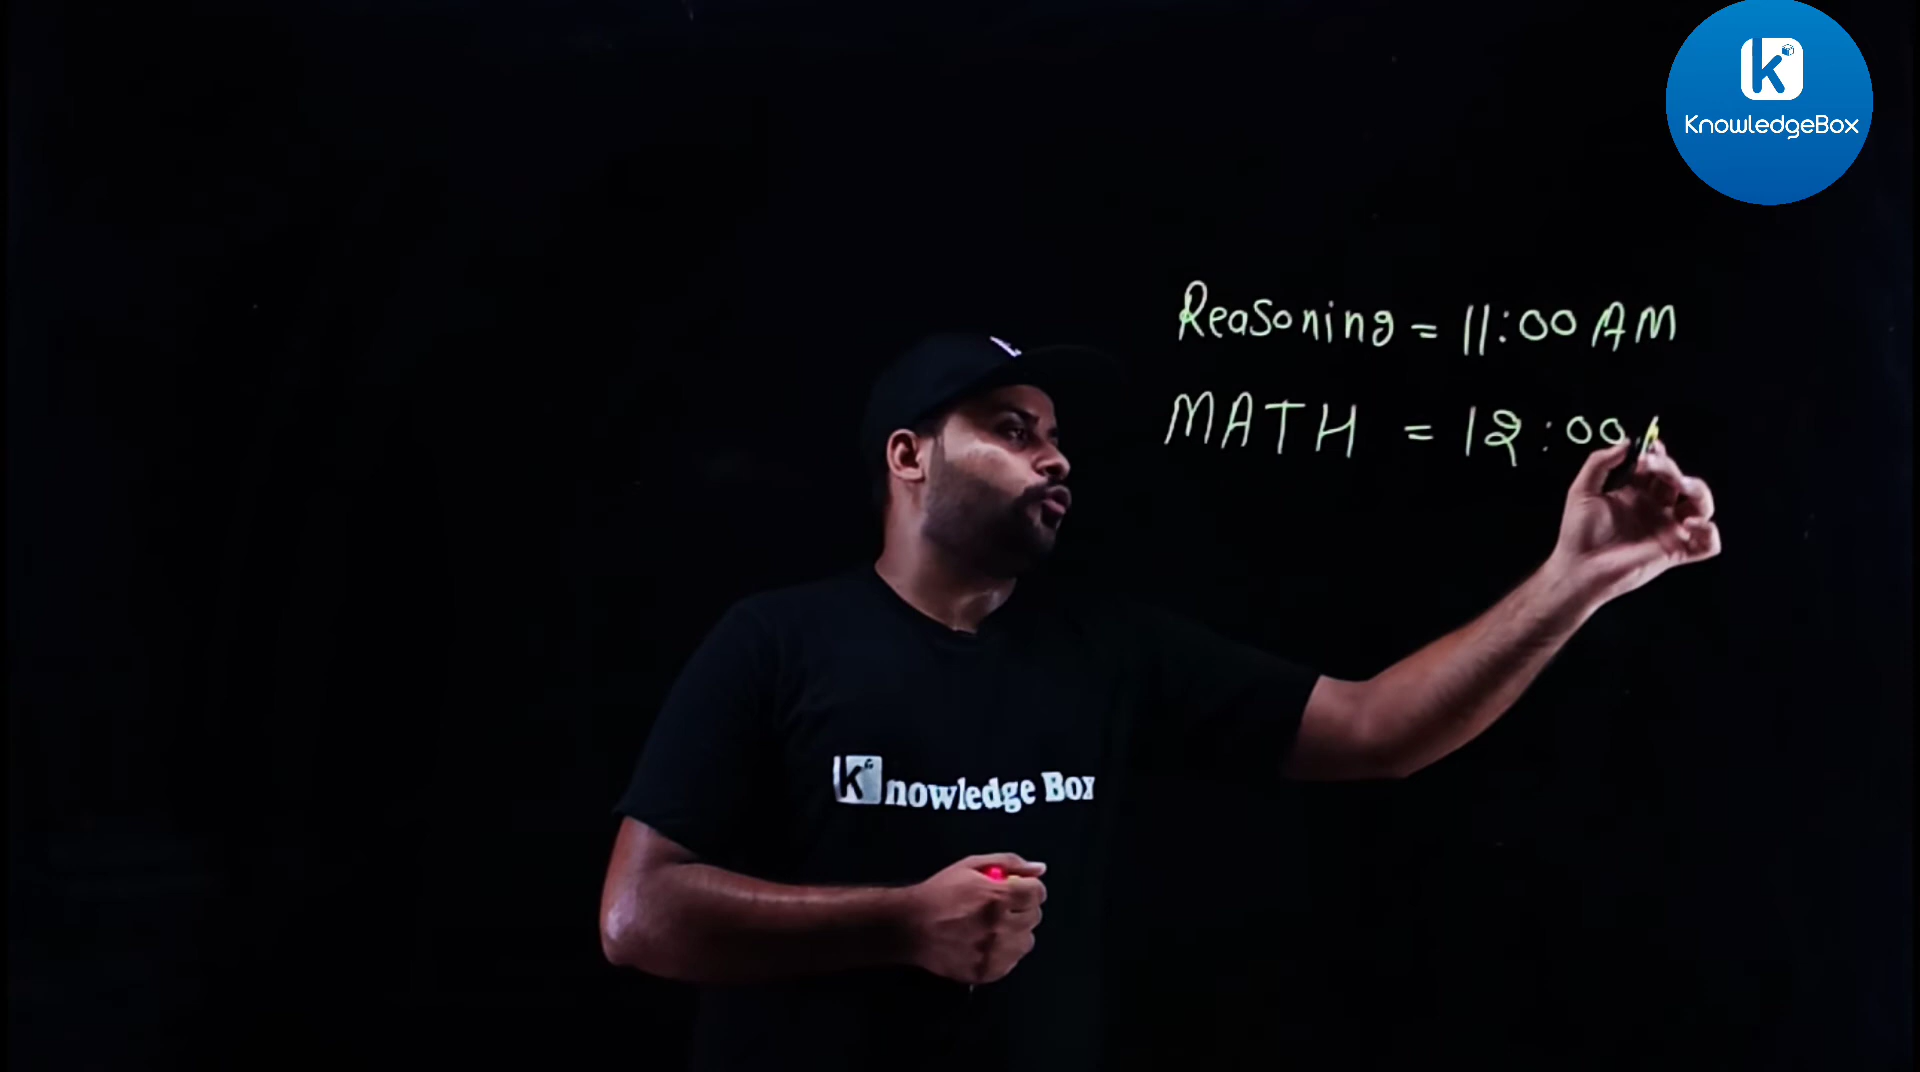 K
KnowledgeBox
Reasoning = 11:00 AM
MATH = 12:00
Knowledge Box